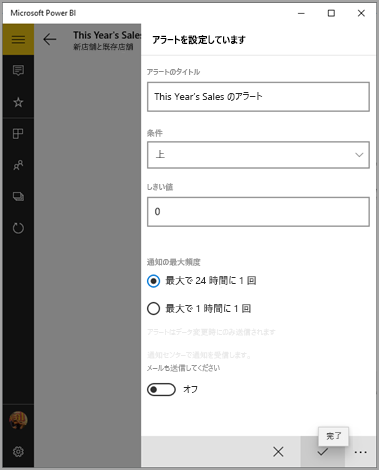 Microsoft Power BI
This Year's Sales
新店舗と既存店舗
アラートを設定しています
アラートのタイトル
This Year's Sales のアラート
条件
上
しきい値
0
通知の最大頻度
最大で 24 時間に 1 回
最大で 1 時間に 1 回
アラートはデータ変更時にのみ送信されます
通知センターで通知を受信します。
メールも送信してください
オフ
完了